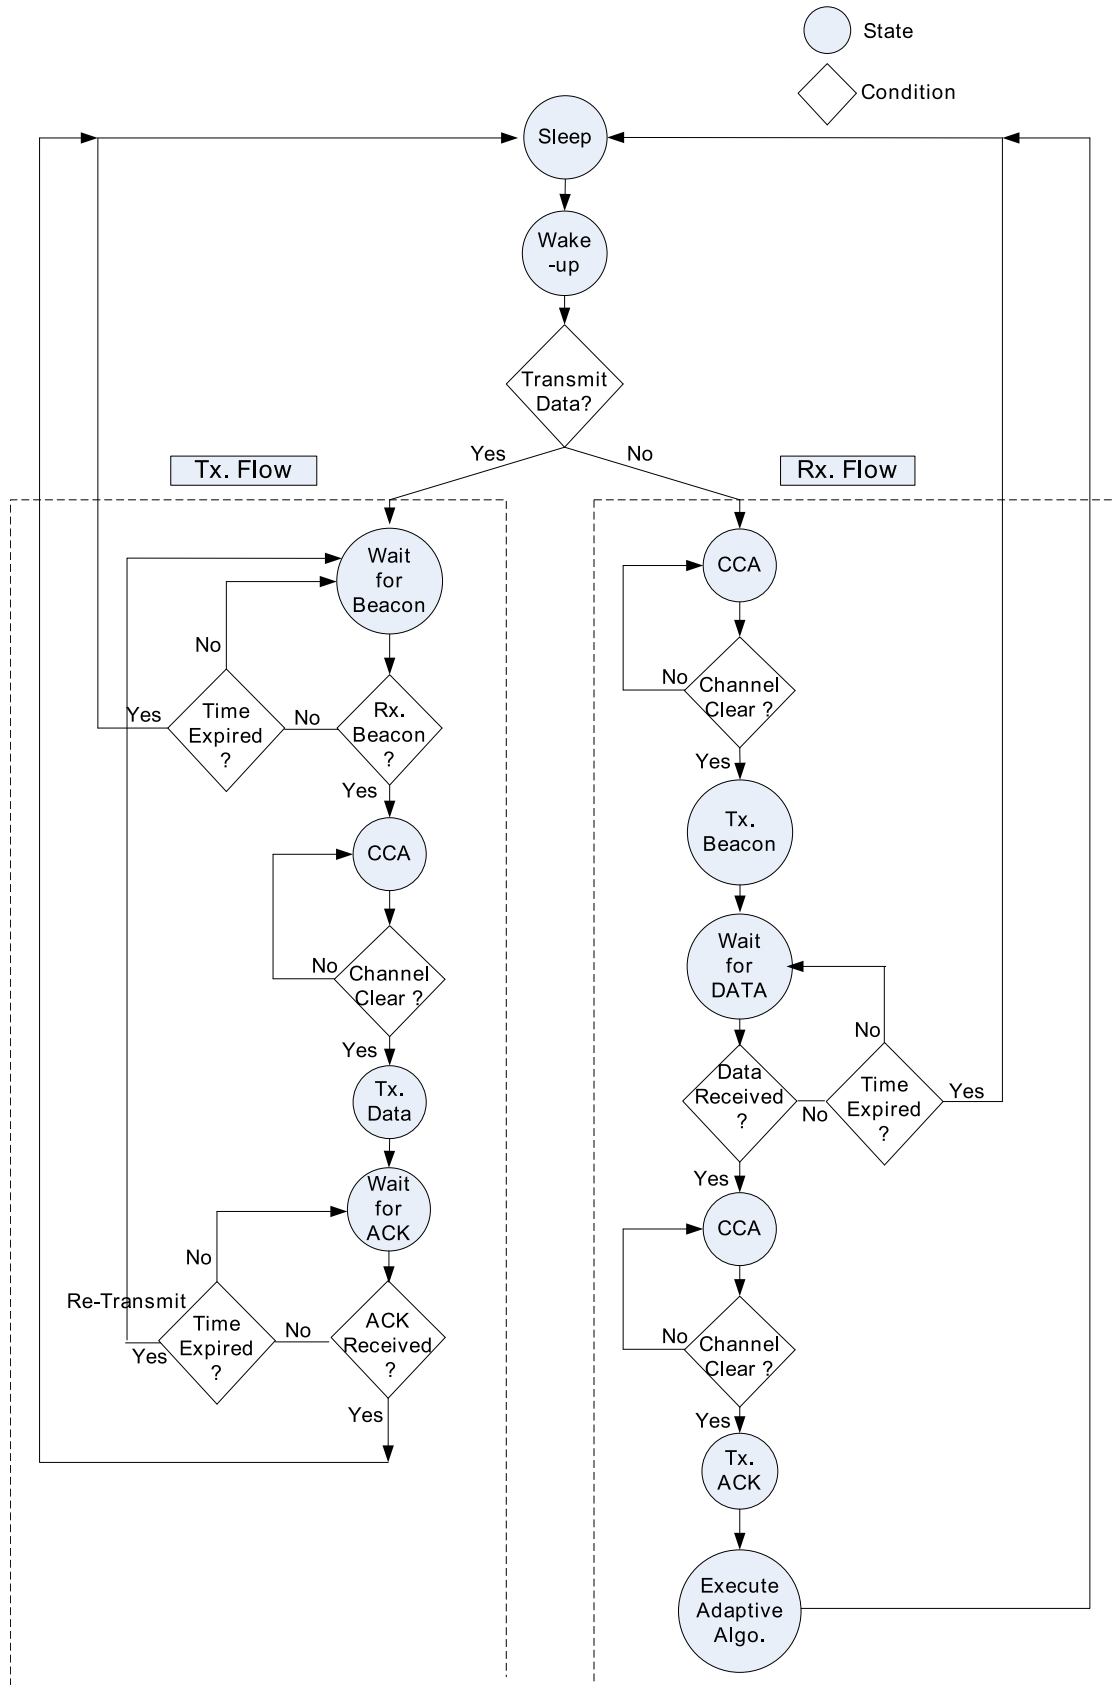 State
Condition
Sleep
Wake
-up
Transmit
Data?
Yes
No
Tx. Flow
Rx. Flow
Wait
for
Beacon
No
Time
Expired
?
Yes
No
Rx.
Beacon
?
Yes
CCA
No
Channel
Clear ?
Yes
Tx.
Data
Wait
for
ACK
No
Re-Transmit
Time
Expired
?
Yes
No
ACK
Received
?
Yes
CCA
No
Channel
Clear ?
Yes
Tx.
Beacon
Wait
for
DATA
No
Data
Received
?
No
Time
Expired
?
Yes
Yes
CCA
No
Channel
Clear ?
Yes
Tx.
ACK
Execute
Adaptive
Algo.